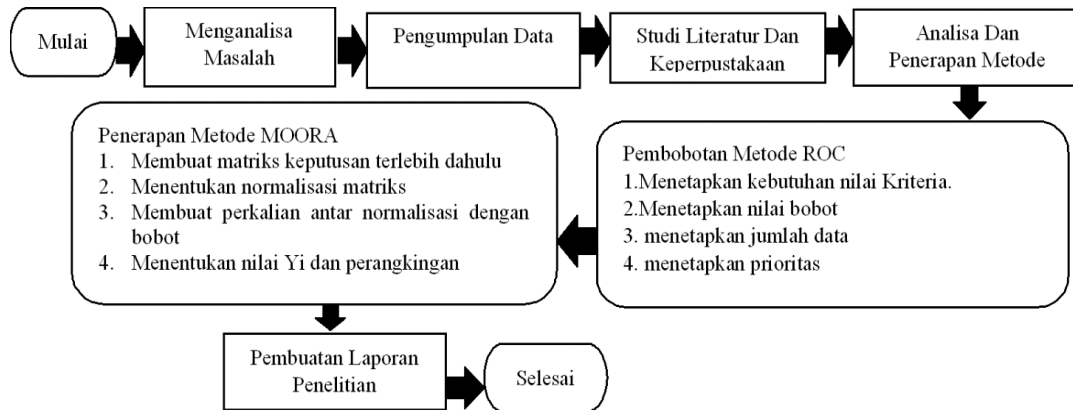 Mulai
Menganalisa
Masalah
Pengumpulan Data
Studi Literatur Dan
Keperpustakaan
Analisa Dan
Penerapan Metode
Pembobotan Metode ROC
1.Menetapkan kebutuhan nilai Kriteria.
2.Menetapkan nilai bobot
3. menetapkan jumlah data
4. menetapkan prioritas
Penerapan Metode MOORA
1. Membuat matriks keputusan terlebih dahulu
2. Menentukan normalisasi matriks
3. Membuat perkalian antar normalisasi dengan
bobot
4. Menentukan nilai Yi dan perangkingan
Pembuatan Laporan
Penelitian
Selesai